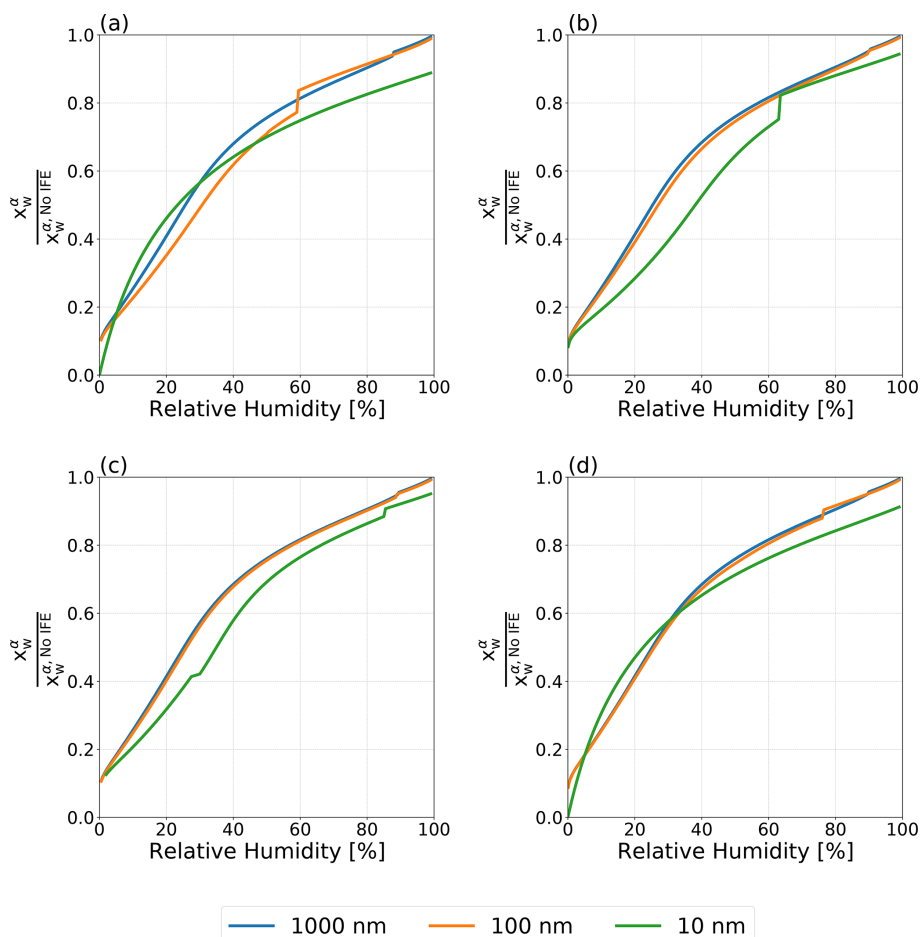 (a)
1.0
0.8
0.6
0.4
0.2
0.0
x_w^α
x_w^{α, No IFE}
0 20 40 60 80 100
Relative Humidity [%]
(b)
1.0
0.8
0.6
0.4
0.2
0.0
x_w^α
x_w^{α, No IFE}
0 20 40 60 80 100
Relative Humidity [%]
(c)
1.0
0.8
0.6
0.4
0.2
0.0
x_w^α
x_w^{α, No IFE}
0 20 40 60 80 100
Relative Humidity [%]
(d)
1.0
0.8
0.6
0.4
0.2
0.0
x_w^α
x_w^{α, No IFE}
0 20 40 60 80 100
Relative Humidity [%]
1000 nm 100 nm 10 nm